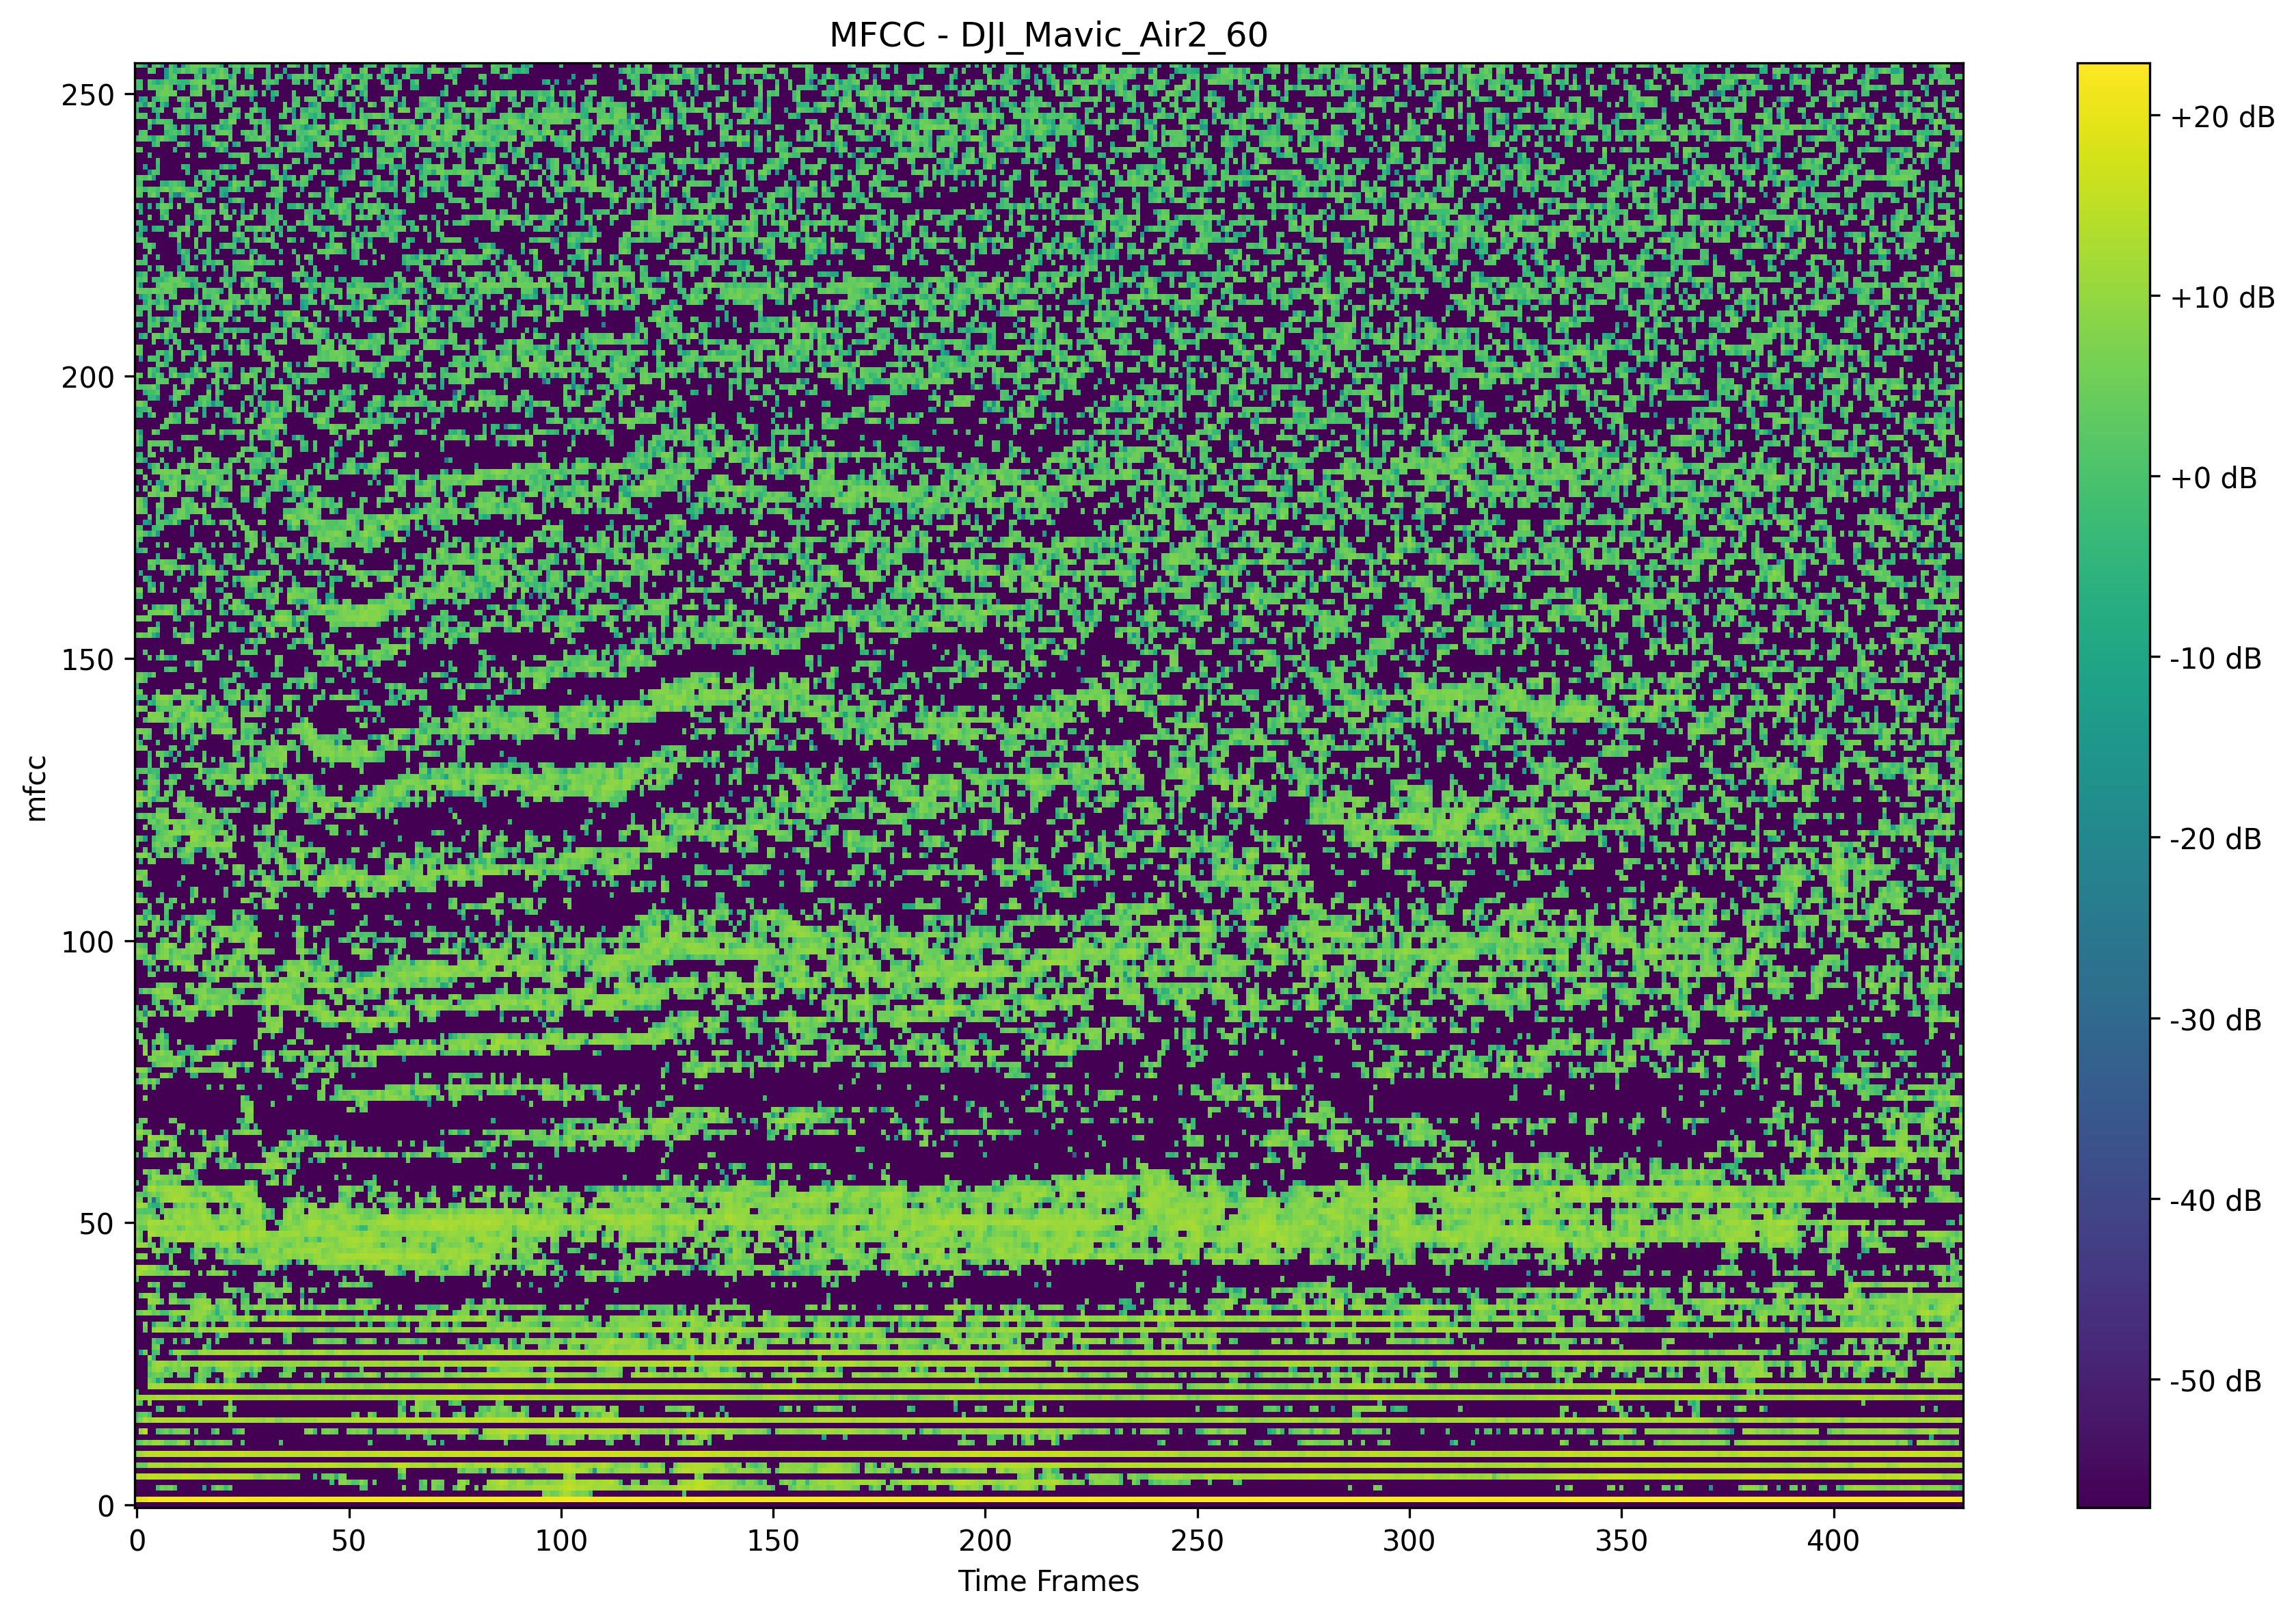 MFCC - DJI_Mavic_Air2_60
250
200
150
100
50
0
mfcc
0 50 100 150 200 250 300 350 400
Time Frames
+20 dB
+10 dB
+0 dB
-10 dB
-20 dB
-30 dB
-40 dB
-50 dB